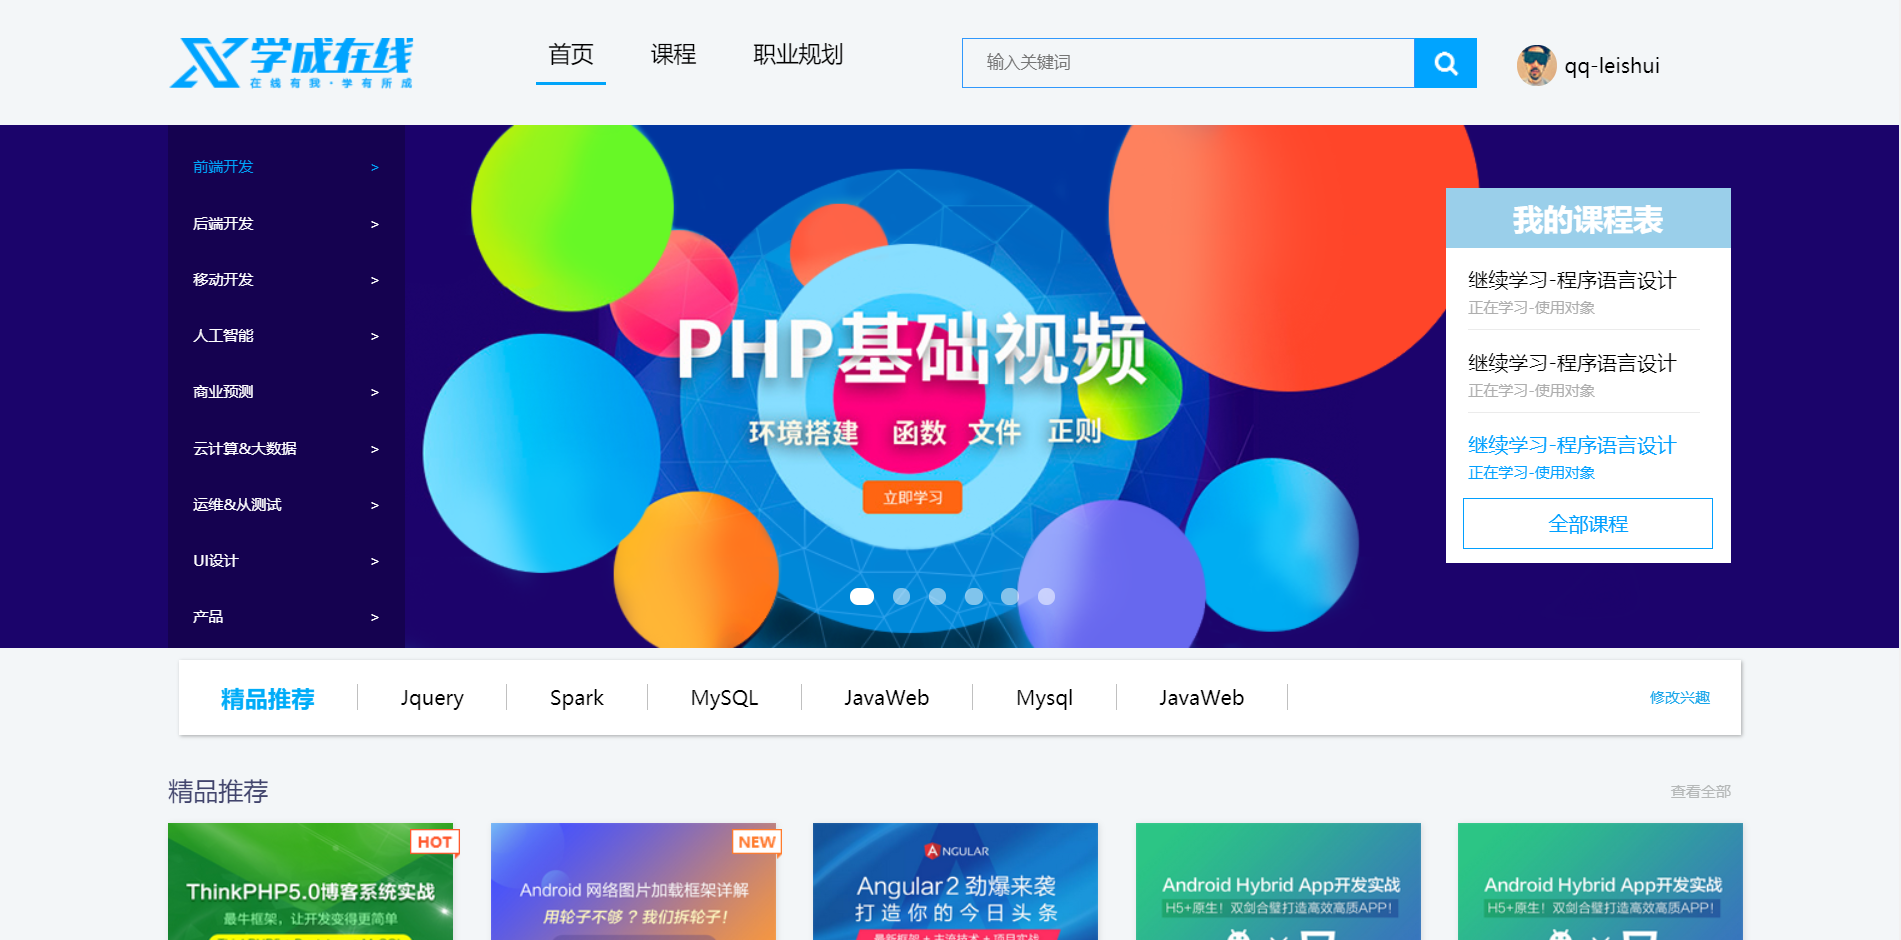 学成在线
在线有我·学有所成
首页 课程 职业规划
输入关键词
qq-leishui
前端开发 >
后端开发 >
移动开发 >
人工智能 >
商业预测 >
云计算&大数据 >
运维&从测试 >
UI设计 >
产品 >
PHP基础视频
环境搭建 函数 文件 正则
立即学习
我的课程表
继续学习-程序语言设计
正在学习-使用对象
继续学习-程序语言设计
正在学习-使用对象
继续学习-程序语言设计
正在学习-使用对象
全部课程
精品推荐 Jquery Spark MySQL JavaWeb Mysql JavaWeb 修改兴趣
精品推荐 查看全部
HOT
ThinkPHP5.0博客系统实战
最牛框架，让开发变得更简单
NEW
Android 网络图片加载框架详解
用轮子不够？我们拆轮子！
ANGULAR
Angular2 劲爆来袭
打造你的今日头条
最新框架+主流技术+项目实战
Android Hybrid App开发实战
H5+原生！双剑合璧打造高效高质APP！
Android Hybrid App开发实战
H5+原生！双剑合璧打造高效高质APP！